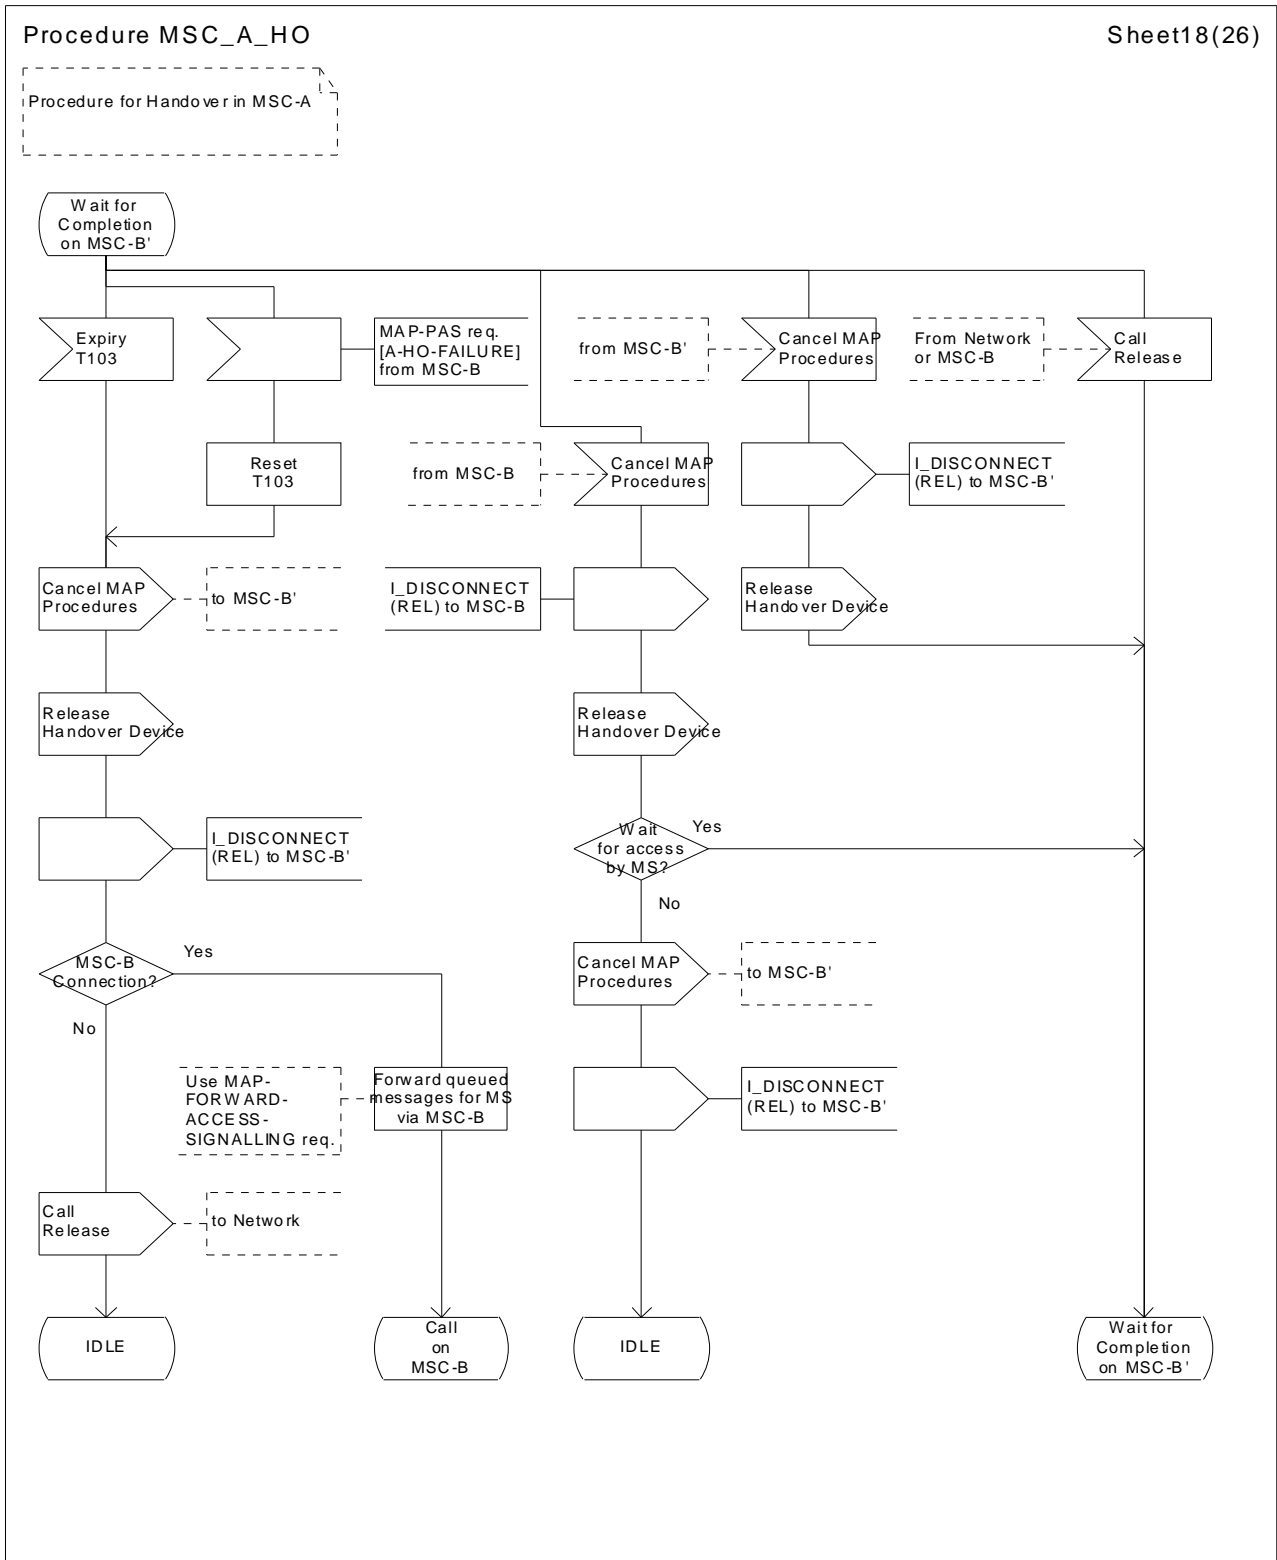 Procedure MSC_A_HO
Sheet18(26)
Procedure for Handover in MSC-A
Wait for
Completion
on MSC-B'
Expiry
T103
MAP-PAS req.
[A-HO-FAILURE]
from MSC-B
from MSC-B'
Cancel MAP
Procedures
From Network
or MSC-B
Call
Release
Reset
T103
from MSC-B
Cancel MAP
Procedures
I_DISCONNECT
(REL) to MSC-B'
Cancel MAP
Procedures
to MSC-B'
I_DISCONNECT
(REL) to MSC-B
Release
Handover Device
Release
Handover Device
Release
Handover Device
I_DISCONNECT
(REL) to MSC-B'
Wait
for access
by MS?
Yes
No
MSC-B
Connection?
Yes
No
Cancel MAP
Procedures
to MSC-B'
Use MAP-
FORWARD-
ACCESS-
SIGNALLING req.
Forward queued
messages for MS
via MSC-B
I_DISCONNECT
(REL) to MSC-B'
Call
Release
to Network
IDLE
Call
on
MSC-B
IDLE
Wait for
Completion
on MSC-B'